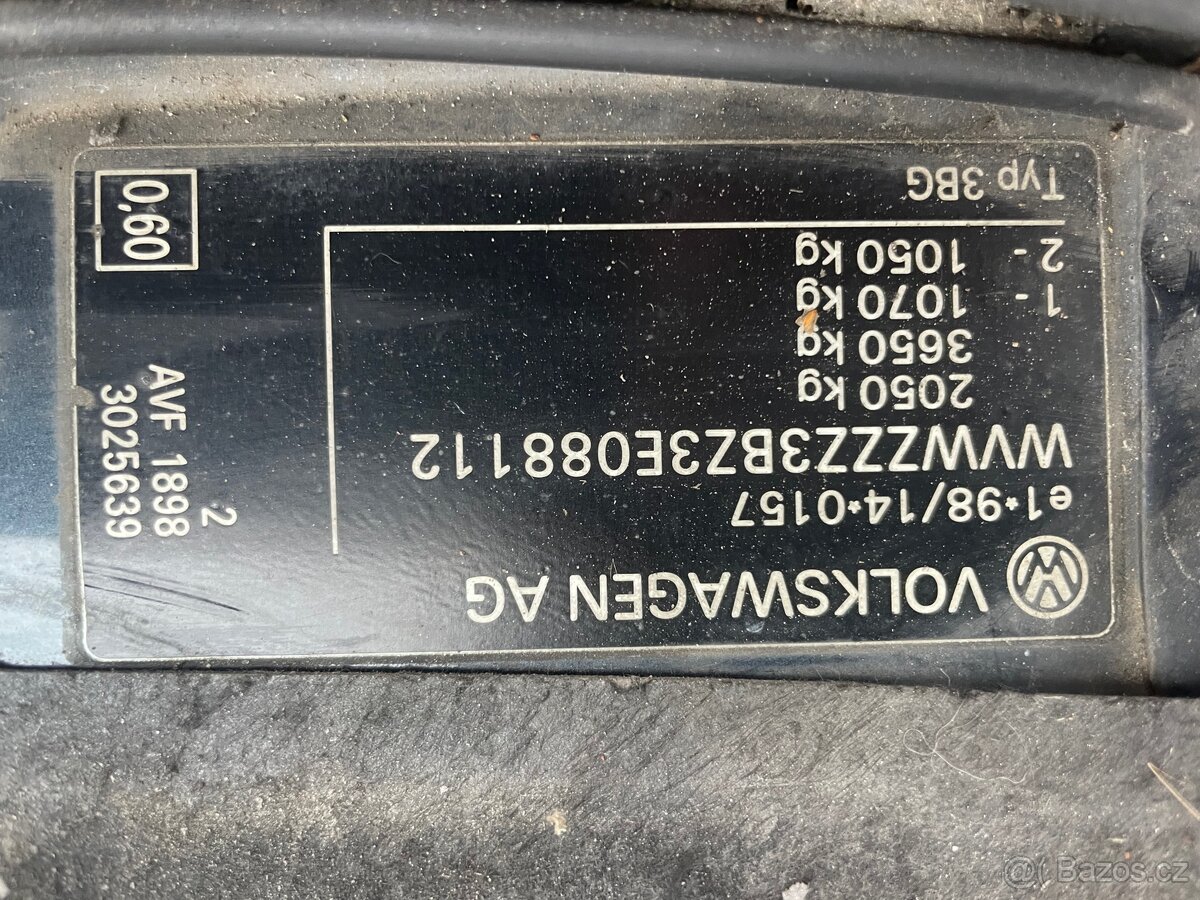 VOLKSWAGEN AG
e1*98/14*0157
WVWZZZ3BZ3E088112
2050 kg
3650 kg
1 - 1070 kg
2 - 1050 kg
Typ 3BG
2
AVF 1898
3025639
0,60
Bazos.cz